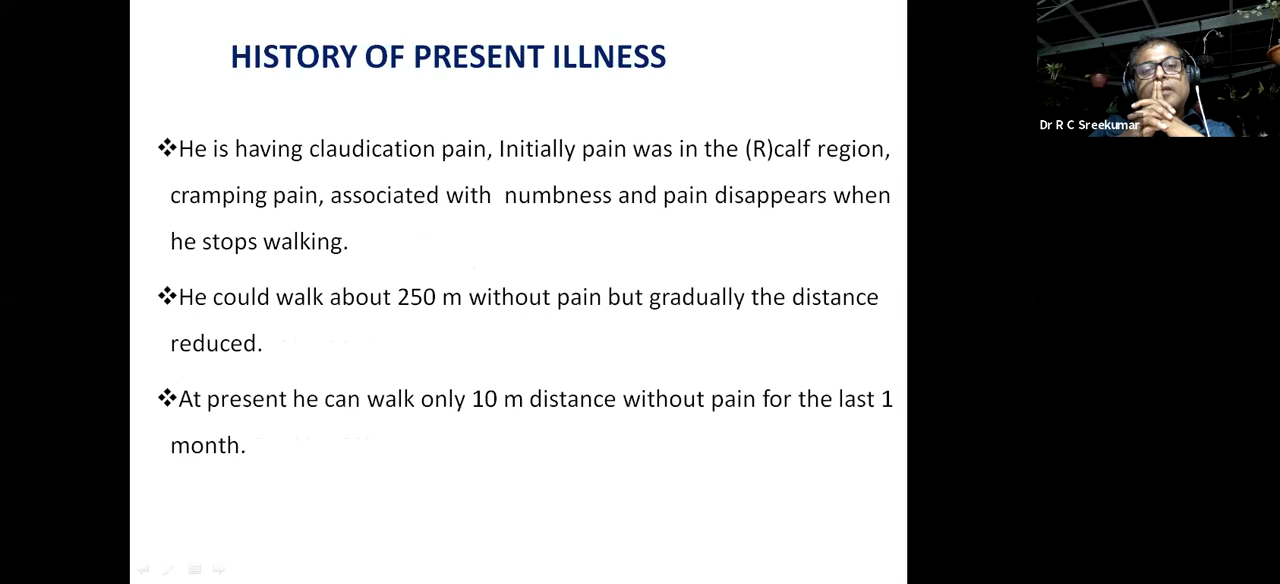 HISTORY OF PRESENT ILLNESS
❖He is having claudication pain, Initially pain was in the (R)calf region,
cramping pain, associated with  numbness and pain disappears when
he stops walking.
❖He could walk about 250 m without pain but gradually the distance
reduced.
❖At present he can walk only 10 m distance without pain for the last 1
month.
Dr R C Sreekumar